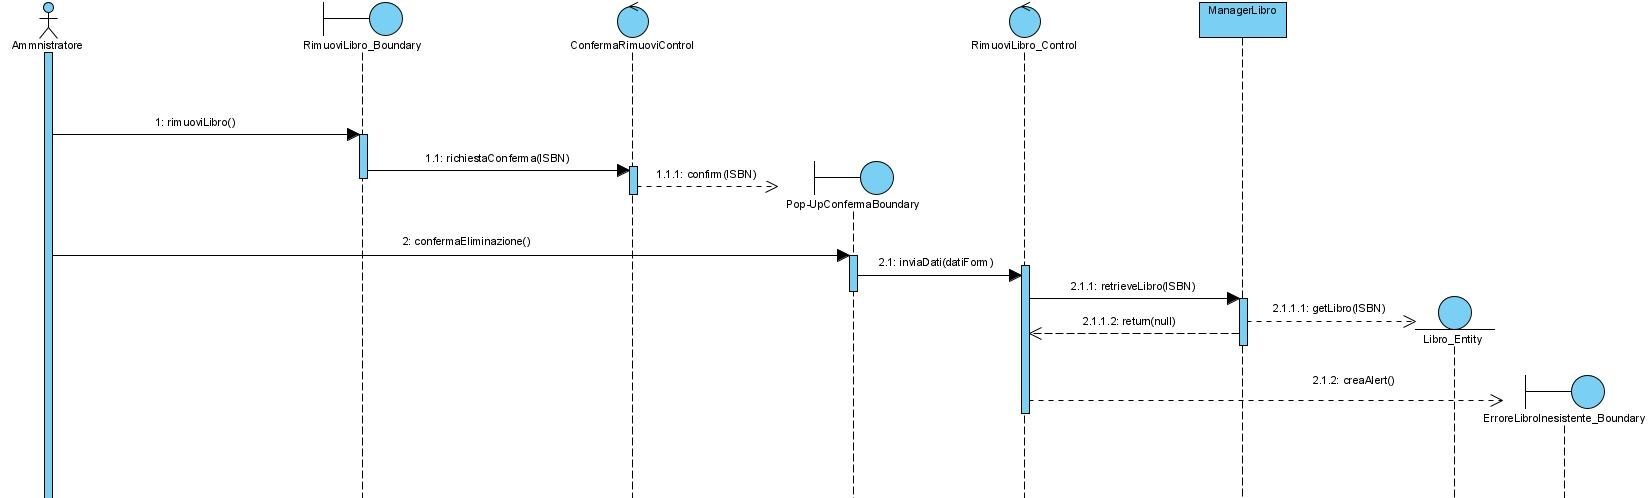 Ammnistratore
RimuoviLibro_Boundary
ConfermaRimuoviControl
RimuoviLibro_Control
ManagerLibro
1: rimuoviLibro()
1.1: richiestaConferma(ISBN)
1.1.1: confirm(ISBN)
Pop-UpConfermaBoundary
2: confermaEliminazione()
2.1: inviaDati(datiForm)
2.1.1: retrieveLibro(ISBN)
2.1.1.1: getLibro(ISBN)
2.1.1.2: return(null)
Libro_Entity
2.1.2: creaAlert()
ErroreLibroInesistente_Boundary